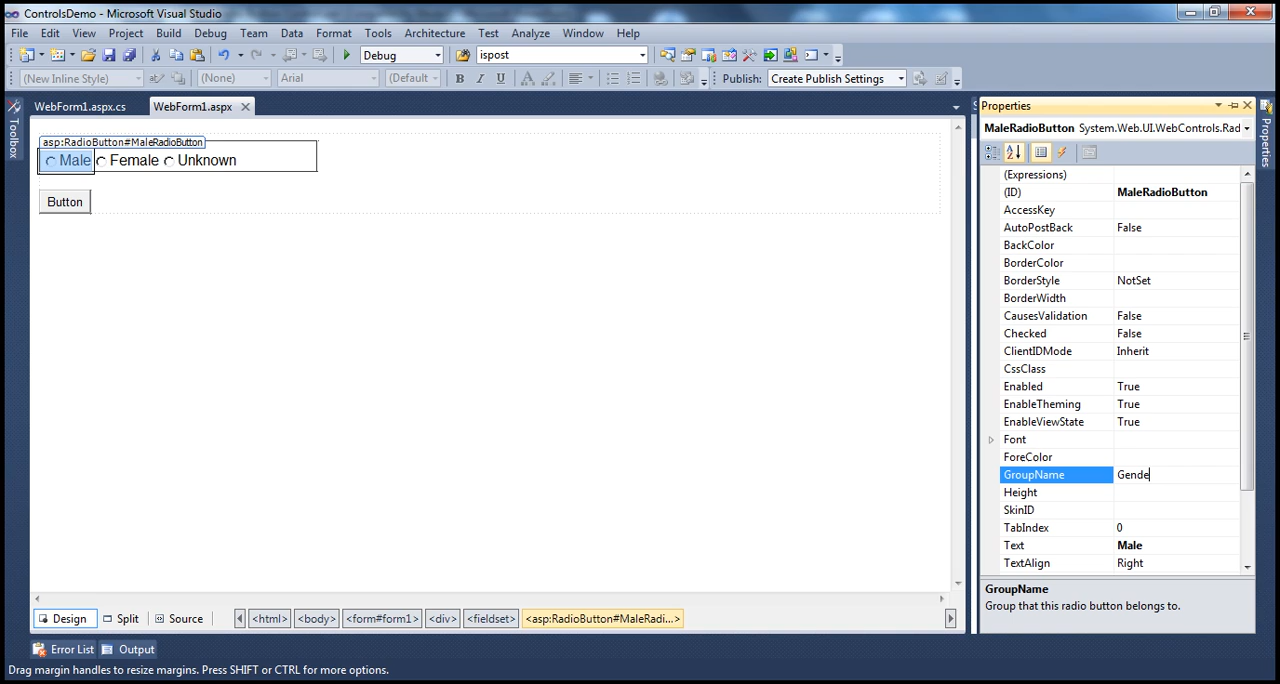 ControlsDemo - Microsoft Visual Studio
File Edit View Project Build Debug Team Data Format Tools Architecture Test Analyze Window Help
Debug ispost
(New Inline Style) (None) Arial (Default B I U A Publish: Create Publish Settings
WebForm1.aspx.cs WebForm1.aspx
Toolbox
asp:RadioButton#MaleRadioButton
Male Female Unknown
Button
Properties
MaleRadioButton System.Web.UI.WebControls.Rad
Properties
(Expressions)
(ID) MaleRadioButton
AccessKey
AutoPostBack False
BackColor
BorderColor
BorderStyle NotSet
BorderWidth
CausesValidation False
Checked False
ClientIDMode Inherit
CssClass
Enabled True
EnableTheming True
EnableViewState True
Font
ForeColor
GroupName Gende
Height
SkinID
TabIndex 0
Text Male
TextAlign Right
GroupName
Group that this radio button belongs to.
Design Split Source <html> <body> <form#form1> <div> <fieldset> <asp:RadioButton#MaleRadi...>
Error List Output
Drag margin handles to resize margins. Press SHIFT or CTRL for more options.